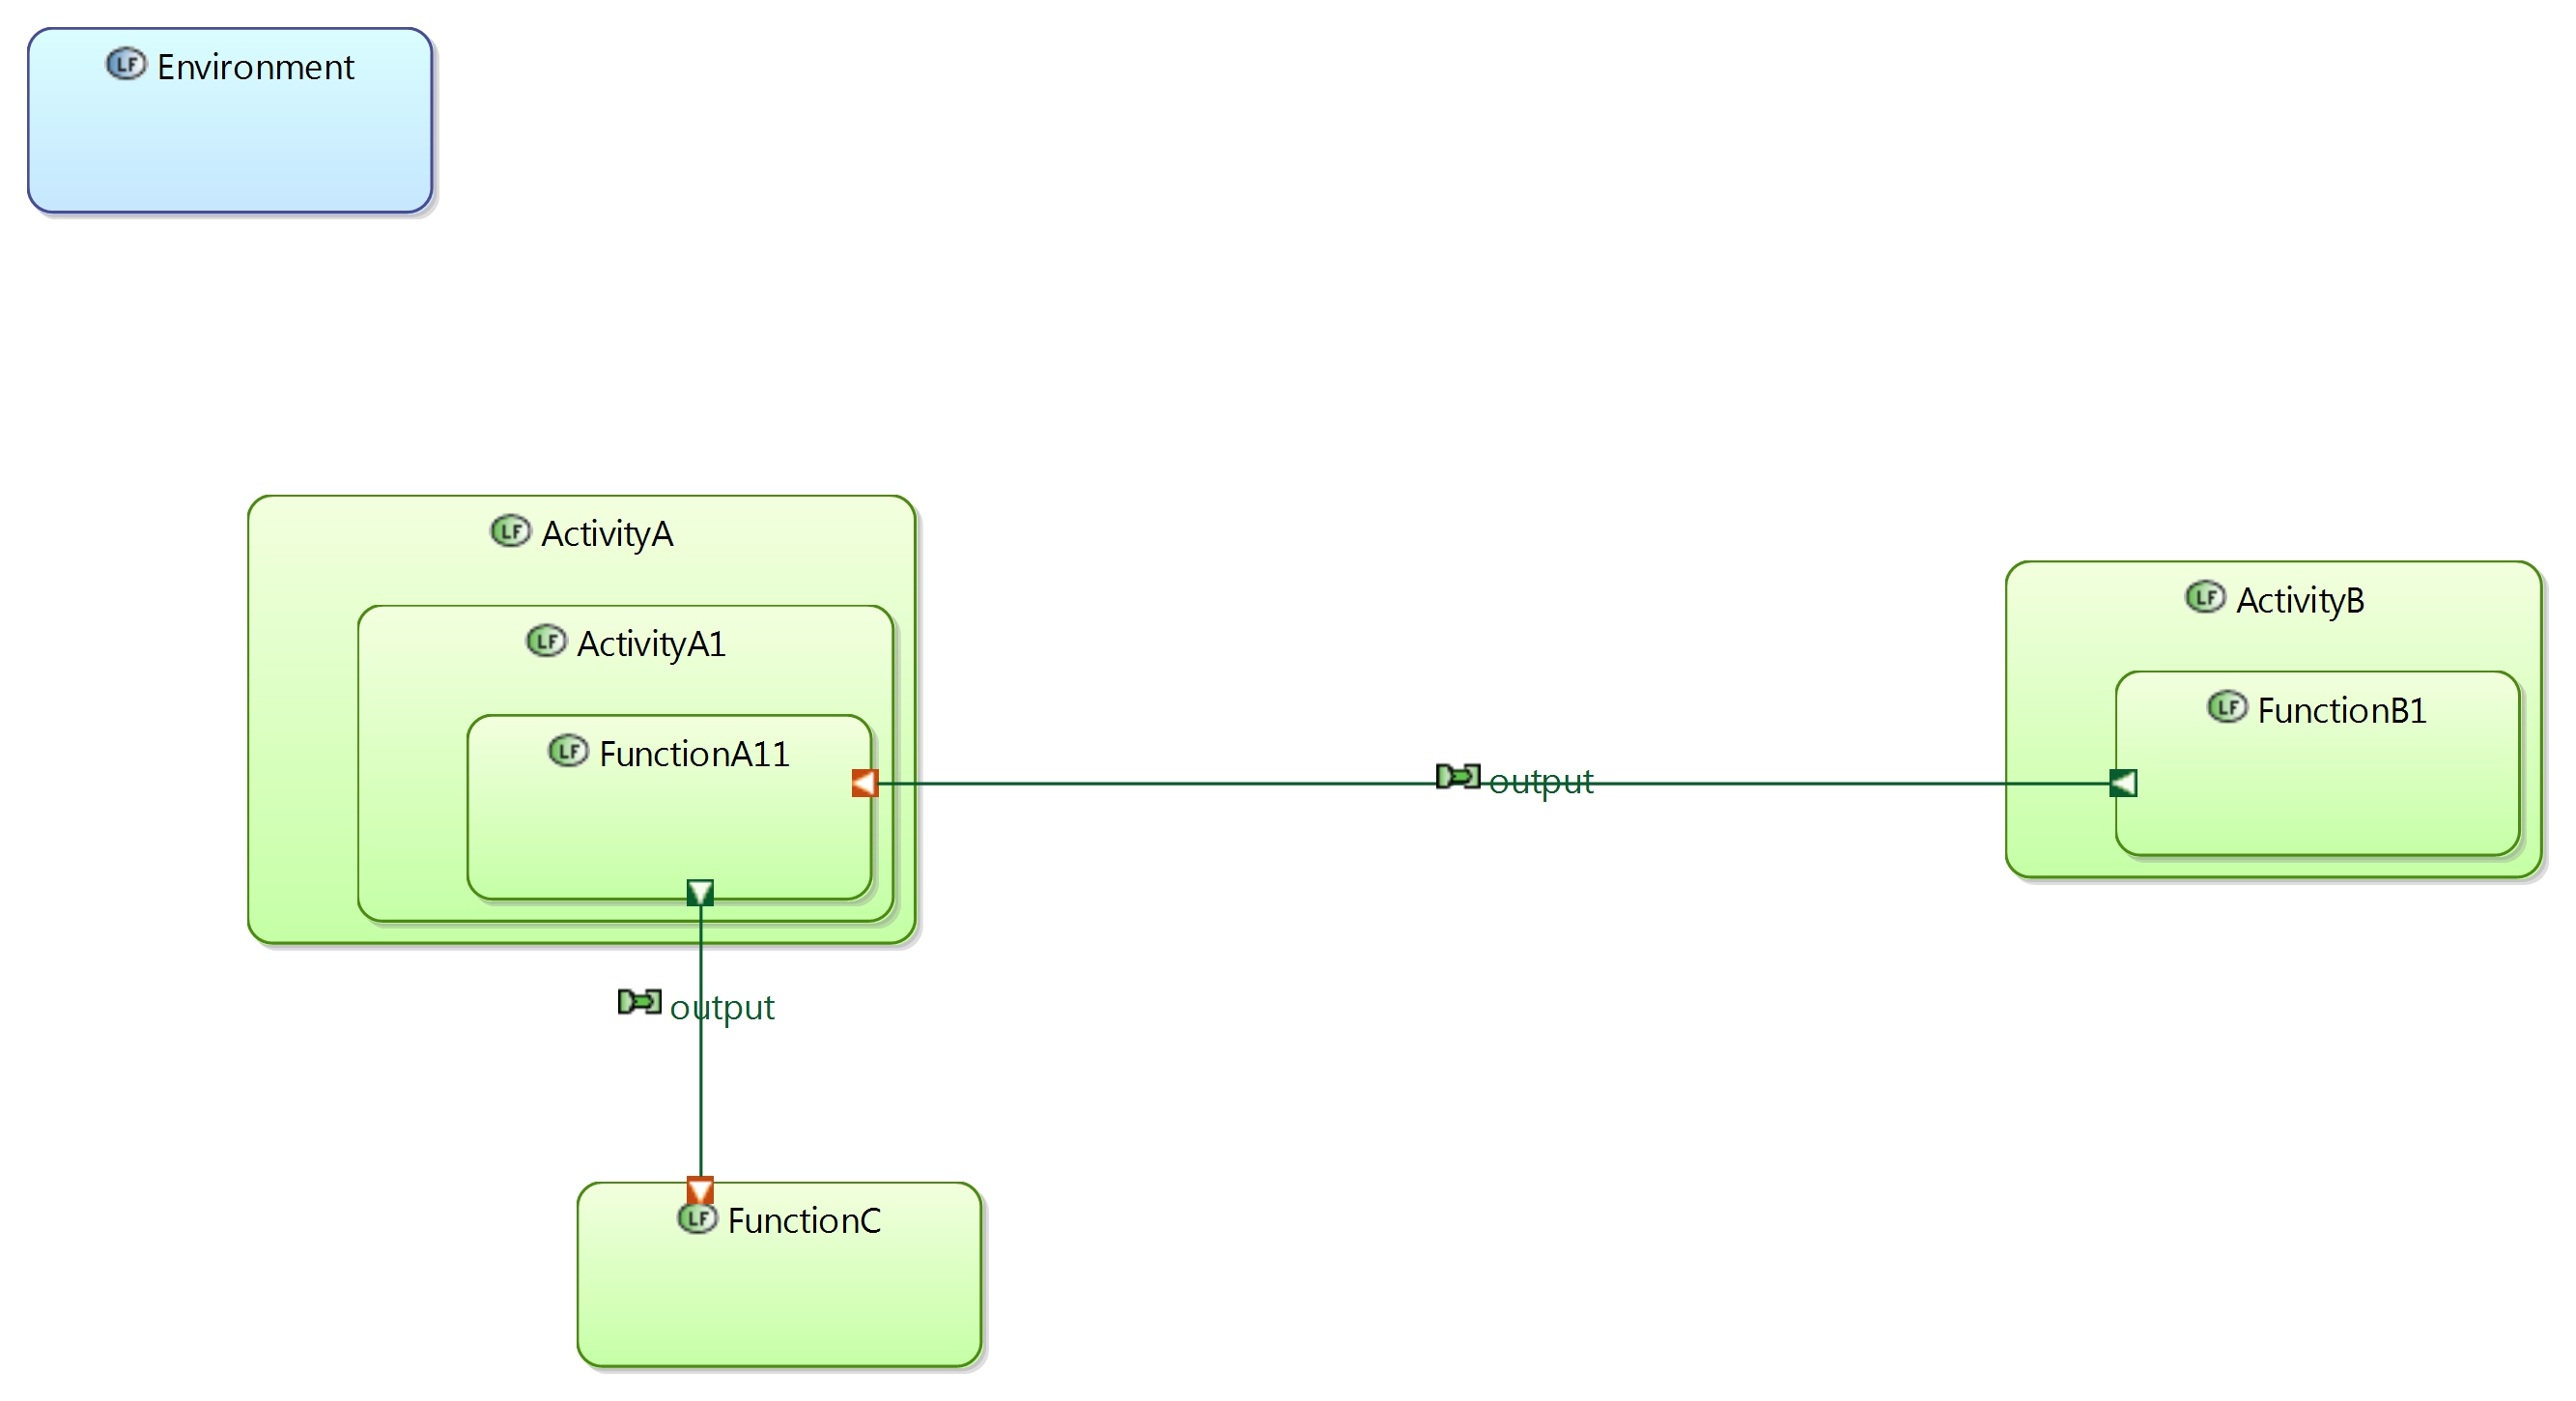 LF Environment
LF ActivityA
LF ActivityB
LF ActivityA1
LF FunctionB1
LF FunctionA11
output
output
LF FunctionC